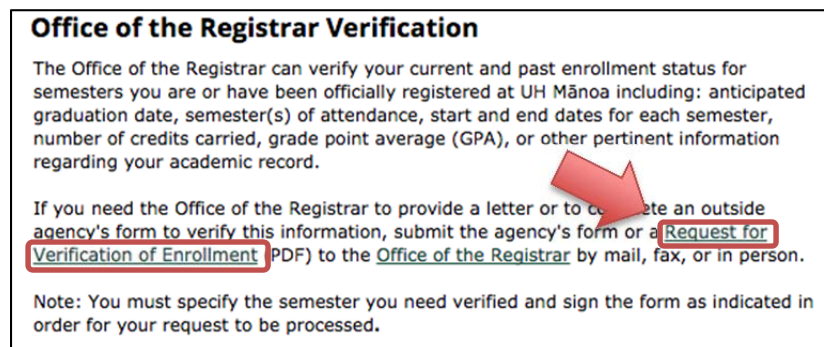 Office of the Registrar Verification
The Office of the Registrar can verify your current and past enrollment status for
semesters you are or have been officially registered at UH Mānoa including: anticipated
graduation date, semester(s) of attendance, start and end dates for each semester,
number of credits carried, grade point average (GPA), or other pertinent information
regarding your academic record.
If you need the Office of the Registrar to provide a letter or to an outside
agency's form to verify this information, submit the agency's form or a Request for
Verification of Enrollment (PDF) to the Office of the Registrar by mail, fax, or in person.
Note: You must specify the semester you need verified and sign the form as indicated in
order for your request to be processed.